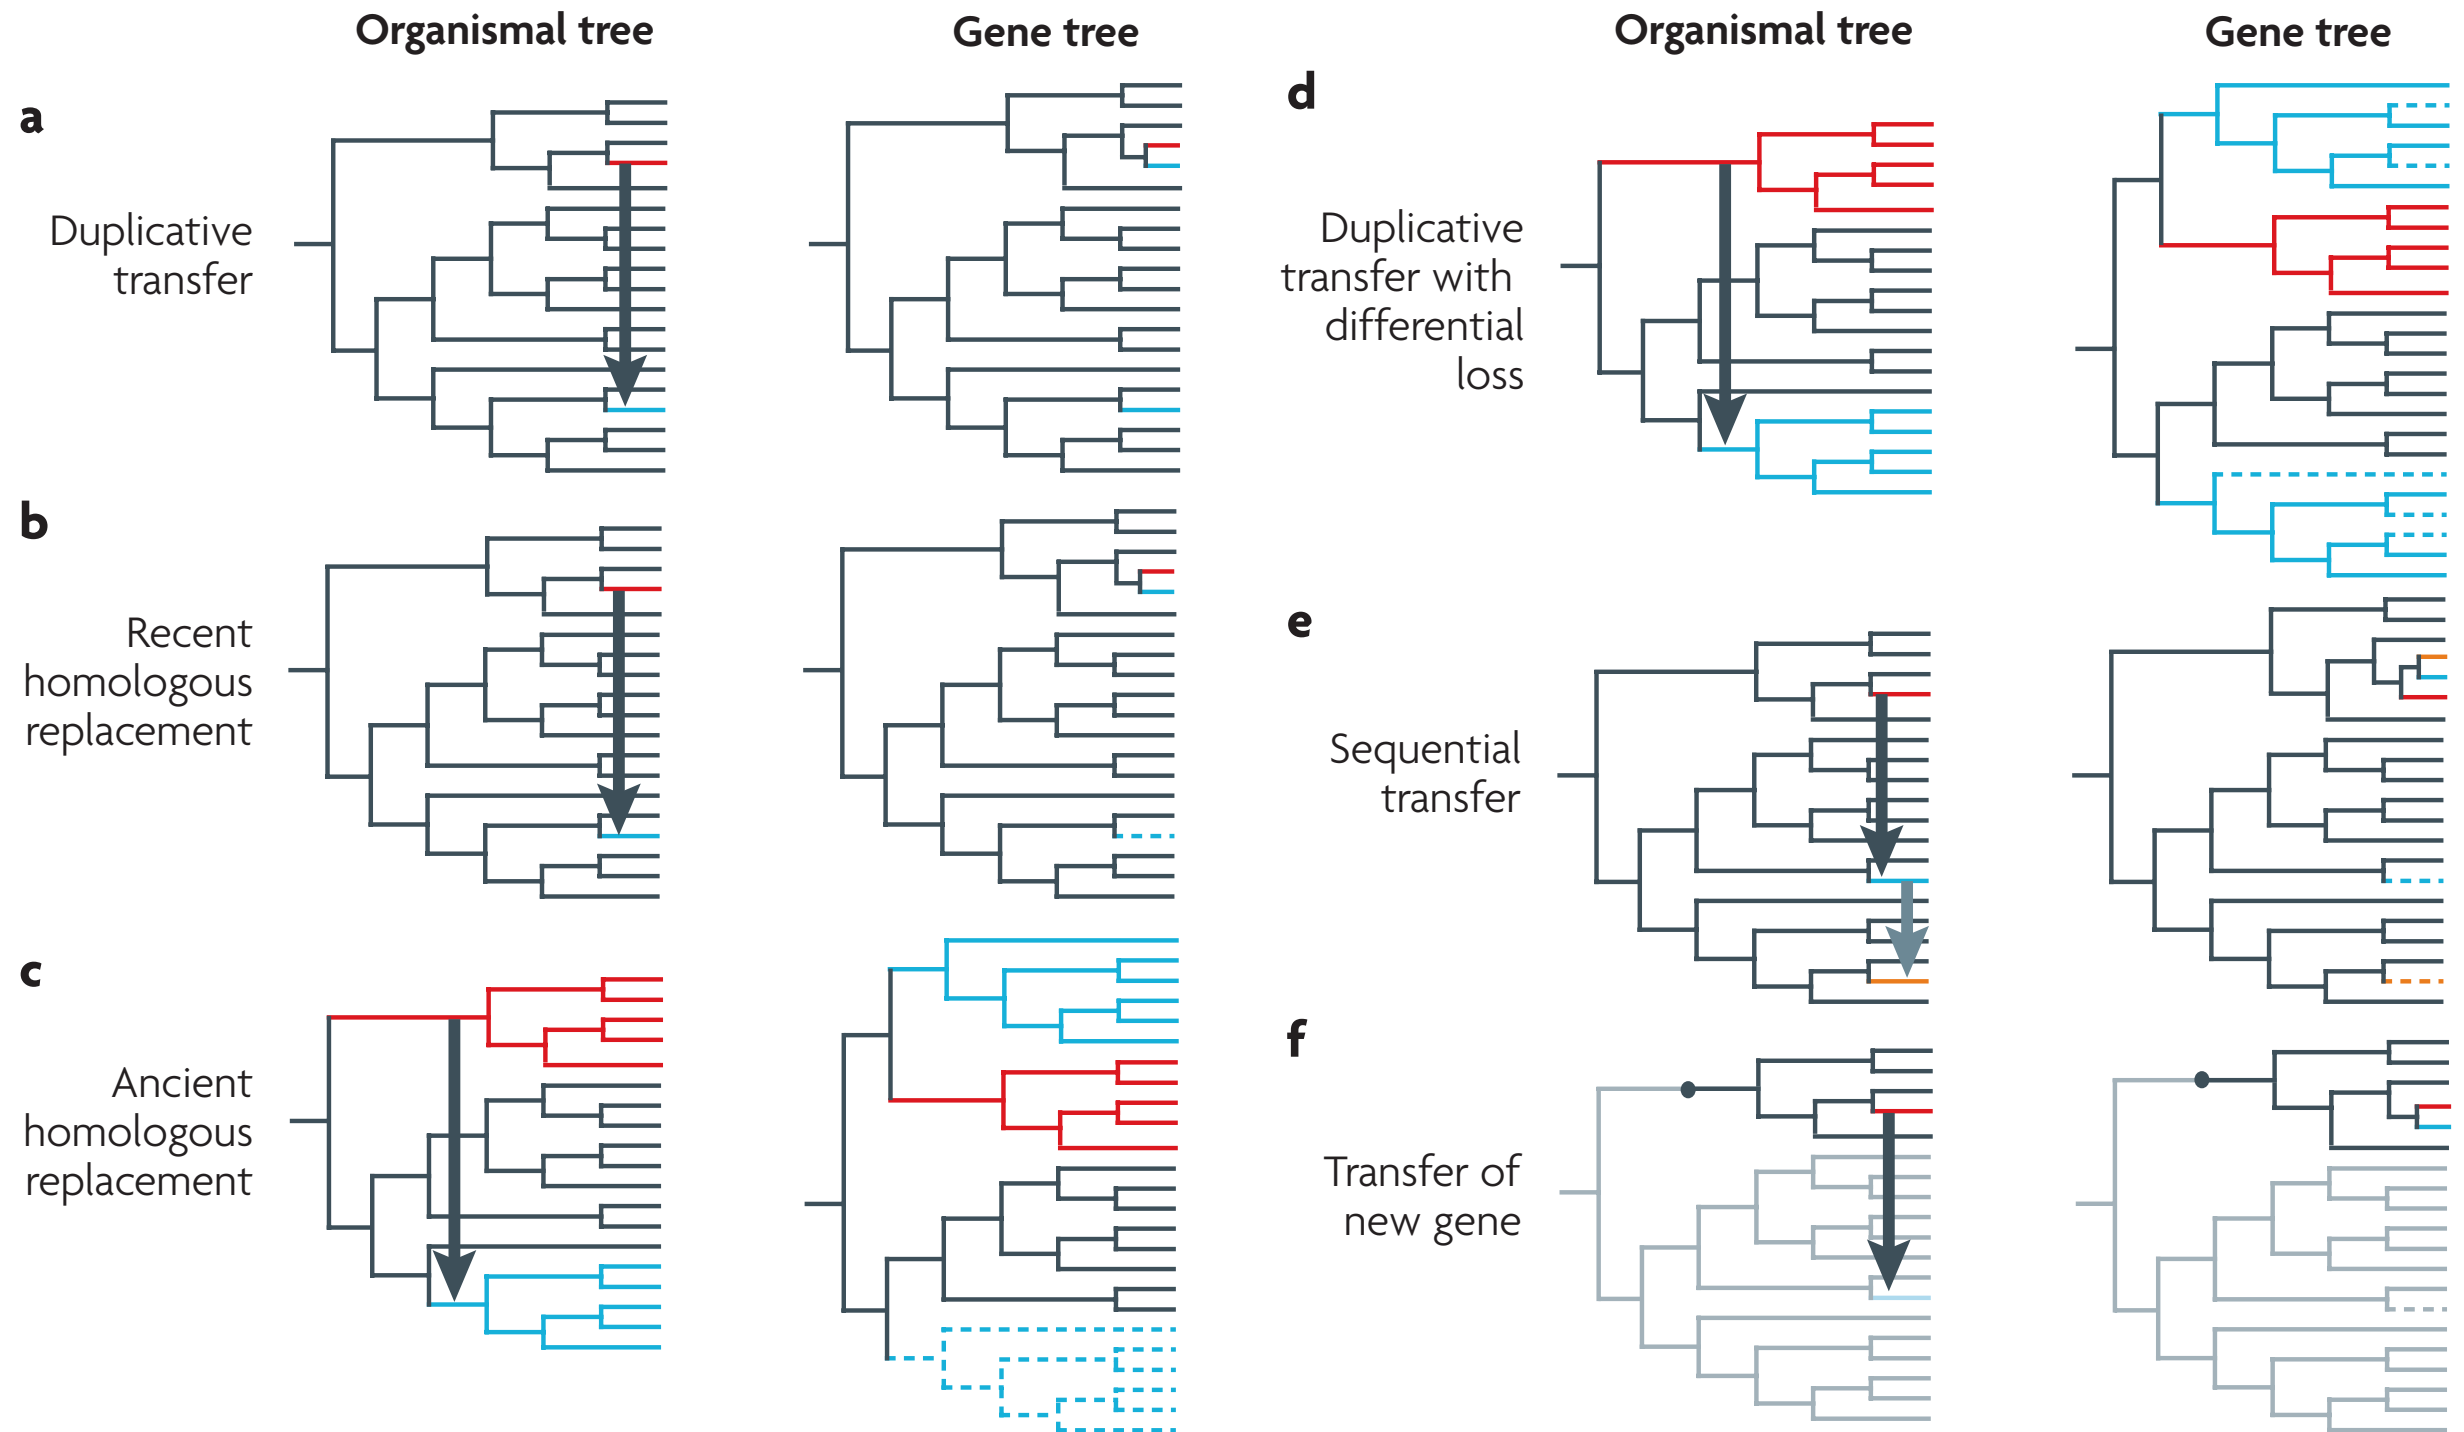 Organismal tree
Gene tree
a
Duplicative
transfer
b
Recent
homologous
replacement
c
Ancient
homologous
replacement
Organismal tree
Gene tree
d
Duplicative
transfer with
differential
loss
e
Sequential
transfer
f
Transfer of
new gene